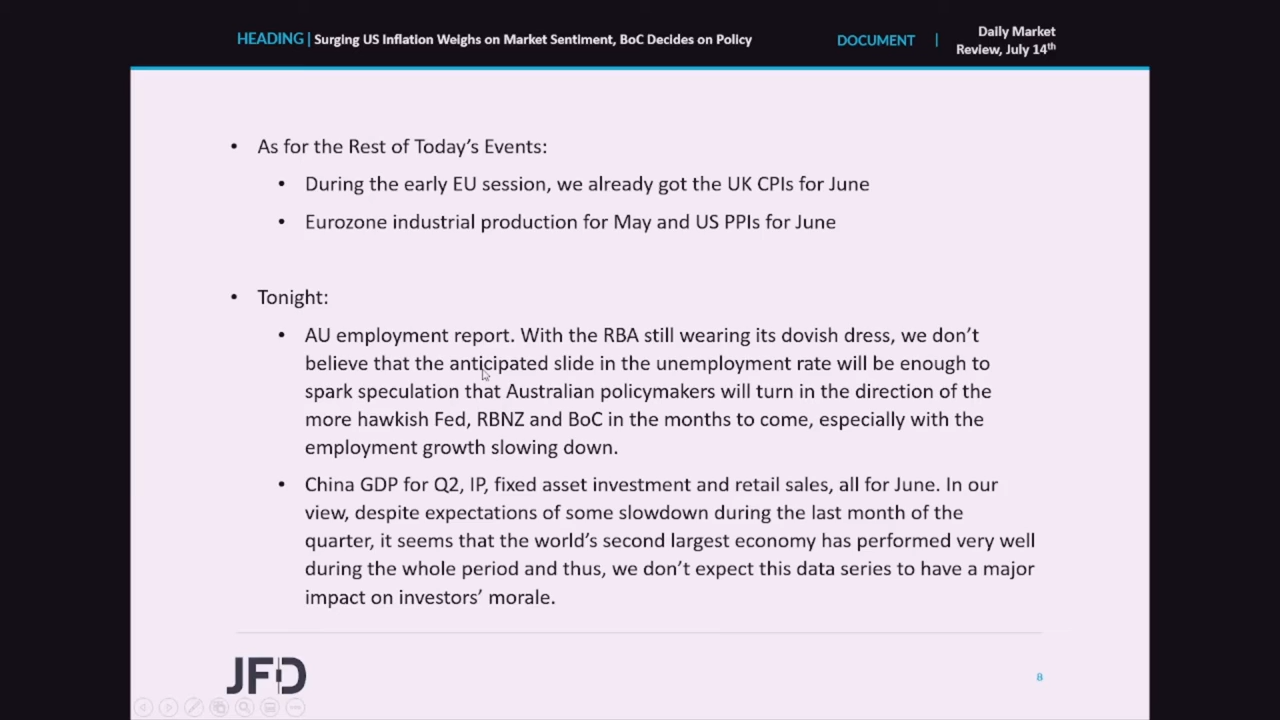 HEADING | Surging US Inflation Weighs on Market Sentiment, BoC Decides on Policy
DOCUMENT | Daily Market
Review, July 14th
• As for the Rest of Today's Events:
• During the early EU session, we already got the UK CPIs for June
• Eurozone industrial production for May and US PPIs for June
• Tonight:
• AU employment report. With the RBA still wearing its dovish dress, we don't
believe that the anticipated slide in the unemployment rate will be enough to
spark speculation that Australian policymakers will turn in the direction of the
more hawkish Fed, RBNZ and BoC in the months to come, especially with the
employment growth slowing down.
• China GDP for Q2, IP, fixed asset investment and retail sales, all for June. In our
view, despite expectations of some slowdown during the last month of the
quarter, it seems that the world's second largest economy has performed very well
during the whole period and thus, we don't expect this data series to have a major
impact on investors' morale.
JFD
8